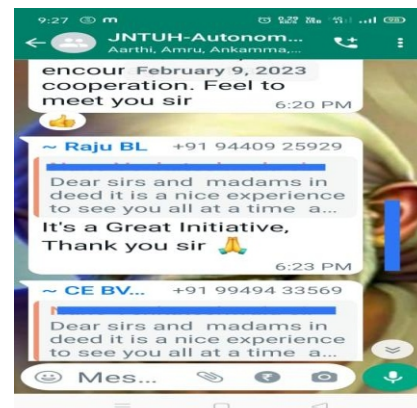 9:27
JNTUH-Autonom...
Aarthi, Amru, Ankamma,...
encour
February 9, 2023
cooperation. Feel to
meet you sir
6:20 PM
~ Raju BL +91 94409 25929
Dear sirs and madams in
deed it is a nice experience
to see you all at a time a...
It's a Great Initiative,
Thank you sir 🙏
6:23 PM
~ CE BV... +91 99494 33569
Dear sirs and madams in
deed it is a nice experience
to see you all at a time a...
Mes...